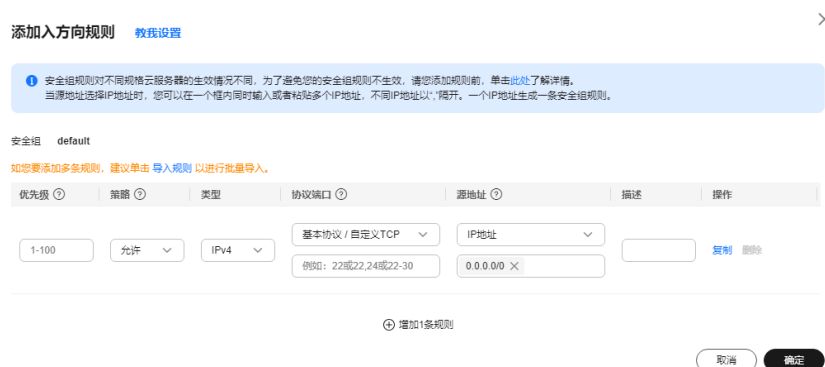 添加入方向规则 教我设置
安全组规则对不同规格云服务器的生效情况不同，为了避免您的安全组规则不生效，请您添加规则前，单击此处了解详情。
当源地址选择IP地址时，您可以在一个框内同时输入或者粘贴多个IP地址，不同IP地址以","隔开。一个IP地址生成一条安全组规则。
安全组 default
如您要添加多条规则，建议单击 导入规则 以进行批量导入。
优先级 策略 类型 协议端口 源地址 描述 操作
基本协议 / 自定义TCP IP地址
1-100 允许 IPv4 复制 删除
例如：22或22,24或22-30 0.0.0.0/0
增加1条规则
取消 确定